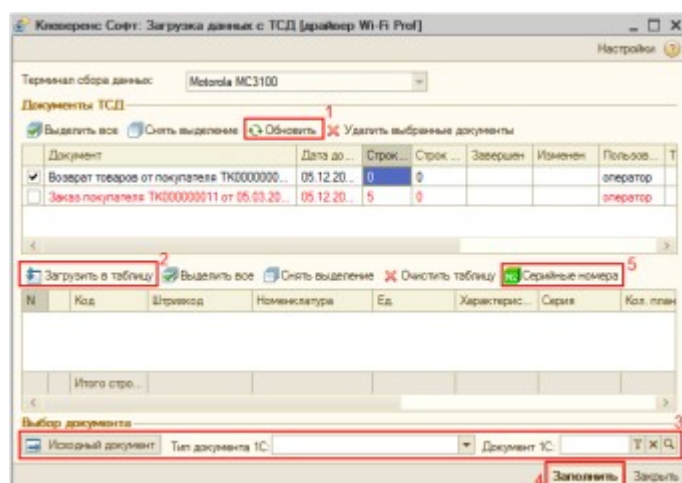 Клеверенс Софт: Загрузка данных с ТСД [драйвер Wi-Fi Prof]
Настройки
Терминал сбора данных: Motorola MC3100
Документы ТСД
1
Выделить все Снять выделение Обновить Удалить выбранные документы
Документ Дата до... Строк... Строк ... Завершен Изменен Пользов... Т
Возврат товаров от покупателя ТК0000000... 05.12.20... 0 0 оператор
Заказ покупателя ТК000000011 от 05.03.20... 05.12.20... 5 0 оператор
2 5
Загрузить в таблицу Выделить все Снять выделение Очистить таблицу Серийные номера
N Код Штрихкод Номенклатура Ед. Характерис... Серия Кол. план
Итого стро...
Выбор документа 3
Исходный документ Тип документа 1С: Документ 1С: T
4 Заполнить Закрыть